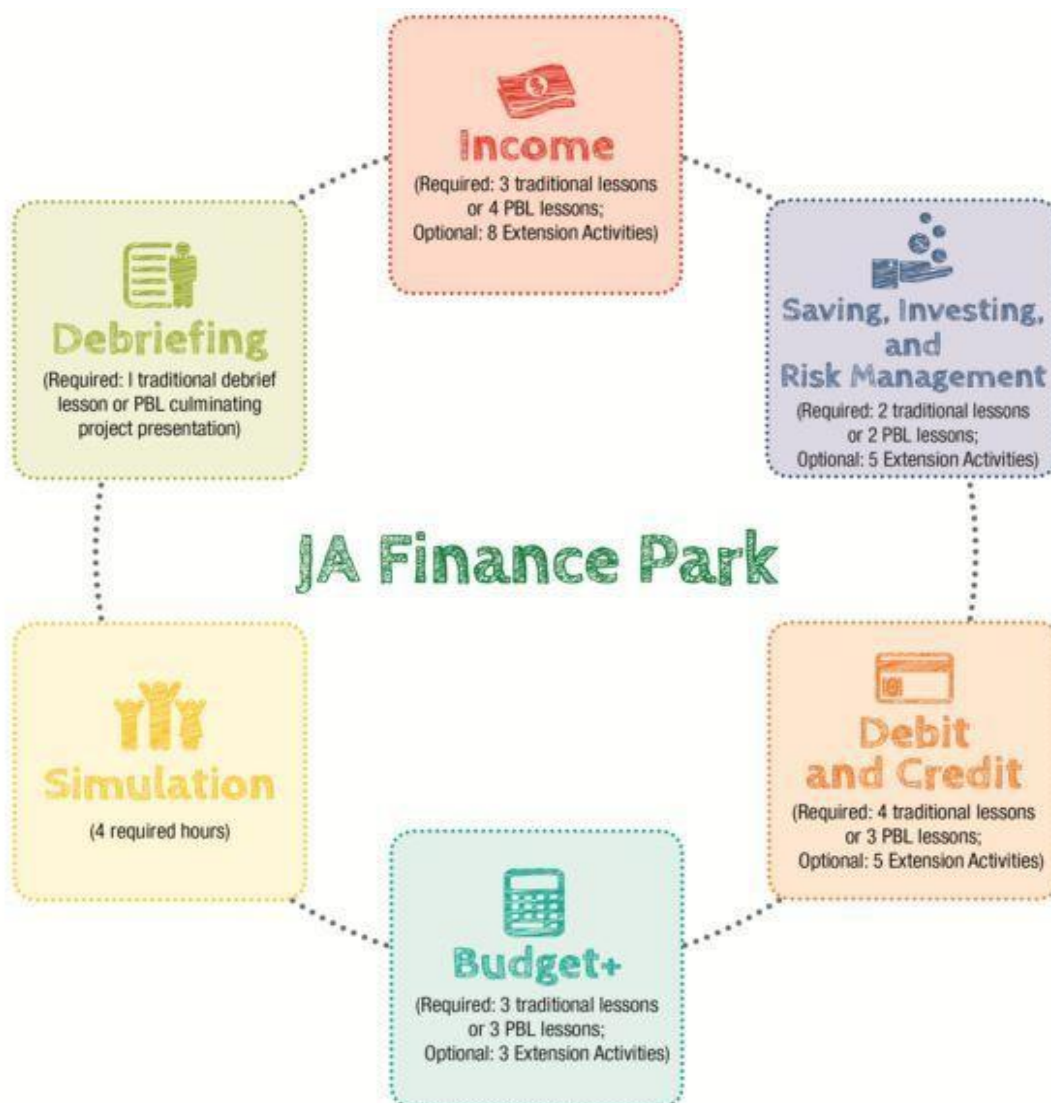 Income
(Required: 3 traditional lessons
or 4 PBL lessons;
Optional: 8 Extension Activities)
Saving, Investing,
and
Risk Management
(Required: 2 traditional lessons
or 2 PBL lessons;
Optional: 5 Extension Activities)
Debit
and Credit
(Required: 4 traditional lessons
or 3 PBL lessons;
Optional: 5 Extension Activities)
Budget+
(Required: 3 traditional lessons
or 3 PBL lessons;
Optional: 3 Extension Activities)
Simulation
(4 required hours)
Debriefing
(Required: I traditional debrief
lesson or PBL culminating
project presentation)
JA Finance Park